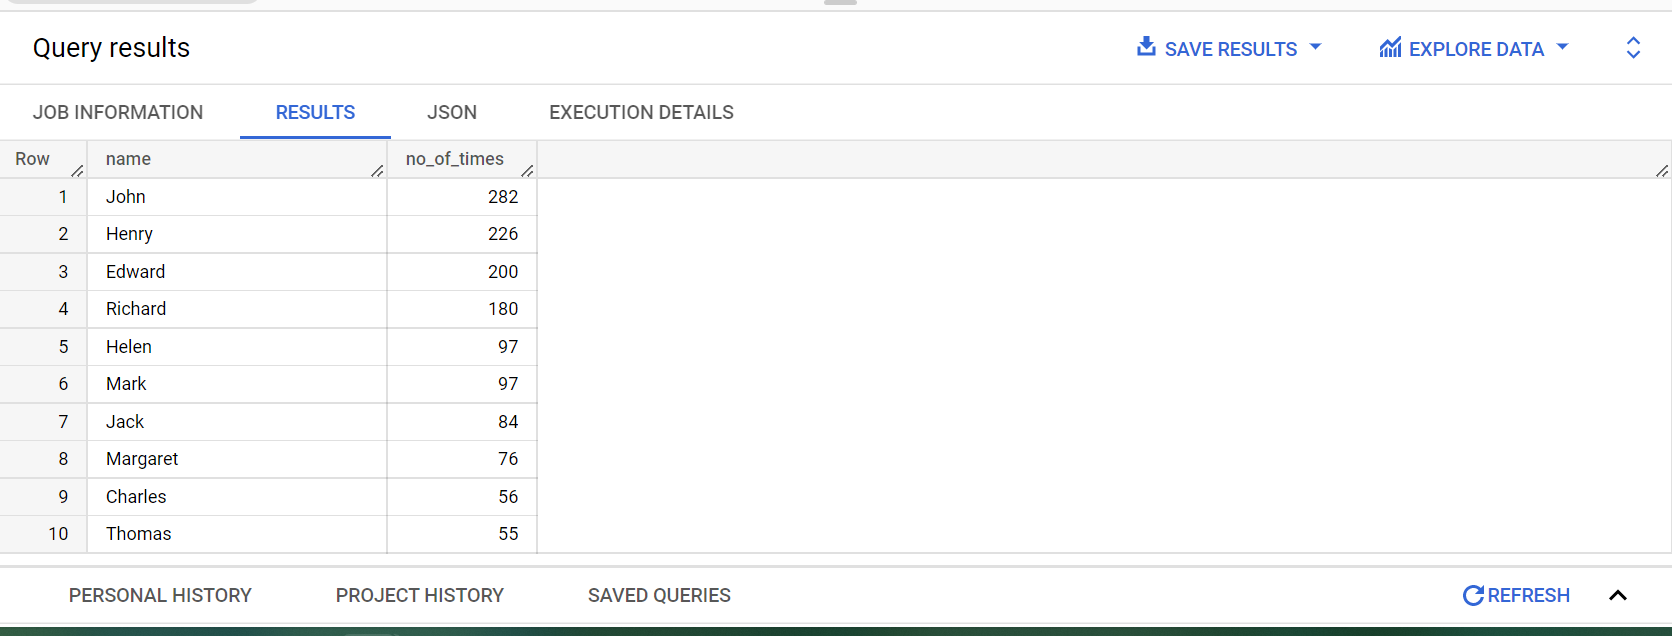 Query results SAVE RESULTS EXPLORE DATA
JOB INFORMATION RESULTS JSON EXECUTION DETAILS
Row name no_of_times
1 John 282
2 Henry 226
3 Edward 200
4 Richard 180
5 Helen 97
6 Mark 97
7 Jack 84
8 Margaret 76
9 Charles 56
10 Thomas 55
PERSONAL HISTORY PROJECT HISTORY SAVED QUERIES REFRESH